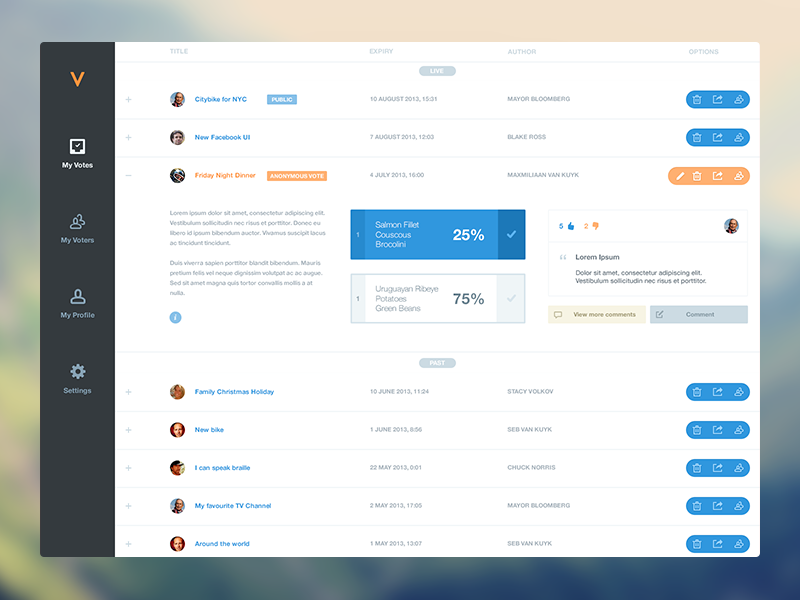 V
My Votes
My Voters
My Profile
Settings
TITLE EXPIRY AUTHOR OPTIONS
LIVE
Citybike for NYC PUBLIC 10 AUGUST 2013, 15:31 MAYOR BLOOMBERG
New Facebook UI 7 AUGUST 2013, 12:03 BLAKE ROSS
Friday Night Dinner ANONYMOUS VOTE 4 JULY 2013, 16:00 MAXMILIAAN VAN KUYK
Lorem ipsum dolor sit amet, consectetur adipiscing elit.
Vestibulum sollicitudin nec risus et porttitor. Donec eu
libero id ipsum bibendum auctor. Vivamus suscipit lacus
ac tincidunt tincidunt.
Duis viverra sapien porttitor blandit bibendum. Mauris
pretium felis vel neque dignissim volutpat ac ac augue.
Sed sit amet magna quis tortor convallis mollis a at
nulla.
i
1 Salmon Fillet
Couscous
Brocolini
25%
1 Uruguayan Ribeye
Potatoes
Green Beans
75%
5 2
“ Lorem Ipsum
Dolor sit amet, consectetur adipiscing elit.
Vestibulum sollicitudin nec risus et porttitor.
View more comments Comment
PAST
Family Christmas Holiday 10 JUNE 2013, 11:24 STACY VOLKOV
New bike 1 JUNE 2013, 8:56 SEB VAN KUYK
I can speak braille 22 MAY 2013, 0:01 CHUCK NORRIS
My favourite TV Channel 2 MAY 2013, 17:05 MAYOR BLOOMBERG
Around the world 1 MAY 2013, 13:07 SEB VAN KUYK